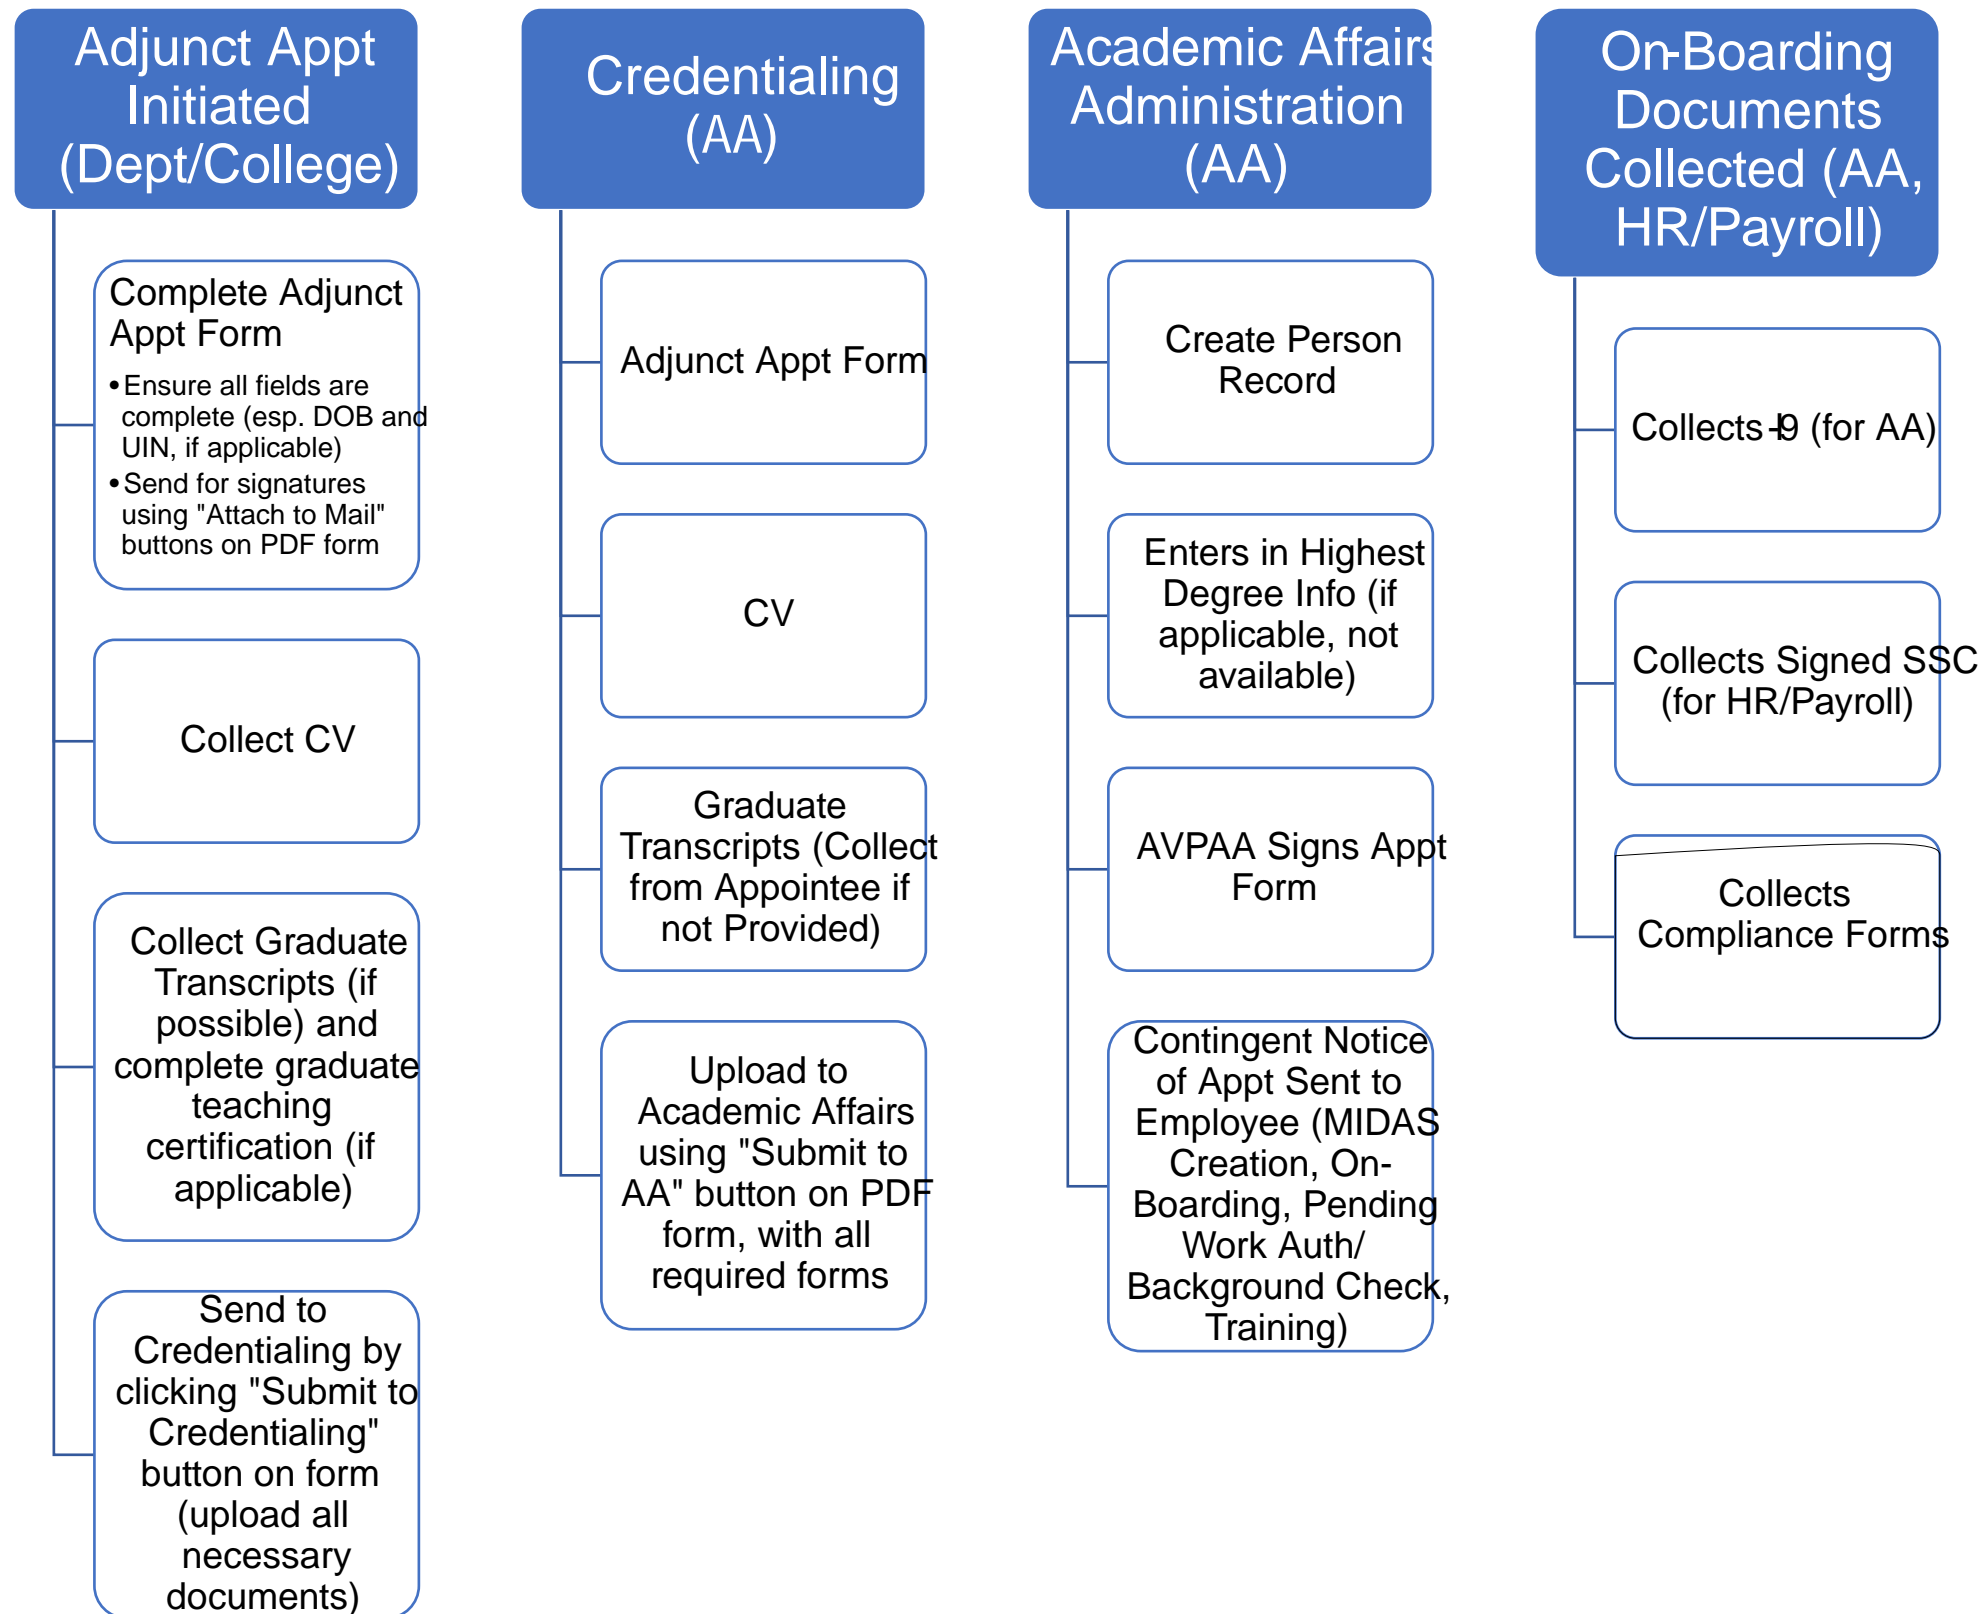 Adjunct Appt
Initiated
(Dept/College)
Complete Adjunct
Appt Form
•Ensure all fields are
complete (esp. DOB and
UIN, if applicable)
•Send for signatures
using "Attach to Mail"
buttons on PDF form
Collect CV
Collect Graduate
Transcripts (if
possible) and
complete graduate
teaching
certification (if
applicable)
Send to
Credentialing by
clicking "Submit to
Credentialing"
button on form
(upload all
necessary
documents)
Credentialing
(AA)
Adjunct Appt Form
CV
Graduate
Transcripts (Collect
from Appointee if
not Provided)
Upload to
Academic Affairs
using "Submit to
AA" button on PDF
form, with all
required forms
Academic Affairs
Administration
(AA)
Create Person
Record
Enters in Highest
Degree Info (if
applicable, not
available)
AVPAA Signs Appt
Form
Contingent Notice
of Appt Sent to
Employee (MIDAS
Creation, On-
Boarding, Pending
Work Auth/
Background Check,
Training)
On-Boarding
Documents
Collected (AA,
HR/Payroll)
Collects I-9 (for AA)
Collects Signed SSC
(for HR/Payroll)
Collects
Compliance Forms